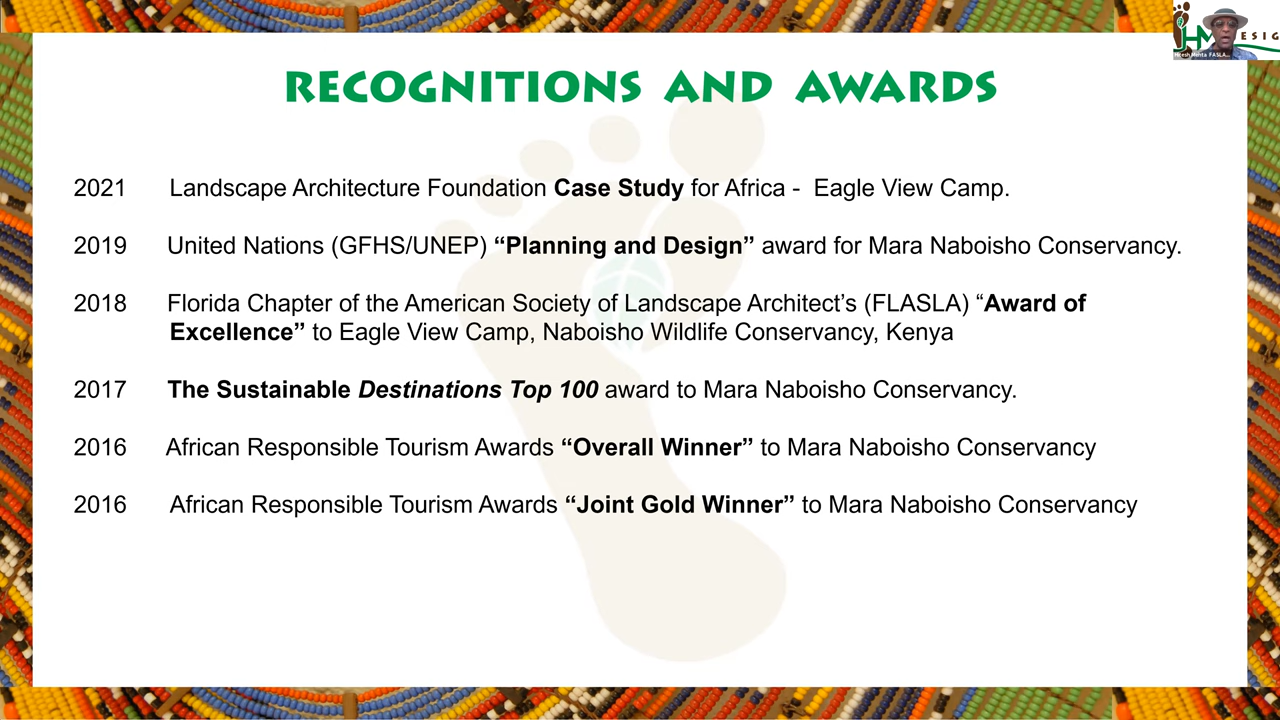 HM ESIG
Hitesh Mehta FASLA...
RECOGNITIONS AND AWARDS
2021 Landscape Architecture Foundation Case Study for Africa - Eagle View Camp.
2019 United Nations (GFHS/UNEP) “Planning and Design” award for Mara Naboisho Conservancy.
2018 Florida Chapter of the American Society of Landscape Architect’s (FLASLA) “Award of
Excellence” to Eagle View Camp, Naboisho Wildlife Conservancy, Kenya
2017 The Sustainable Destinations Top 100 award to Mara Naboisho Conservancy.
2016 African Responsible Tourism Awards “Overall Winner” to Mara Naboisho Conservancy
2016 African Responsible Tourism Awards “Joint Gold Winner” to Mara Naboisho Conservancy